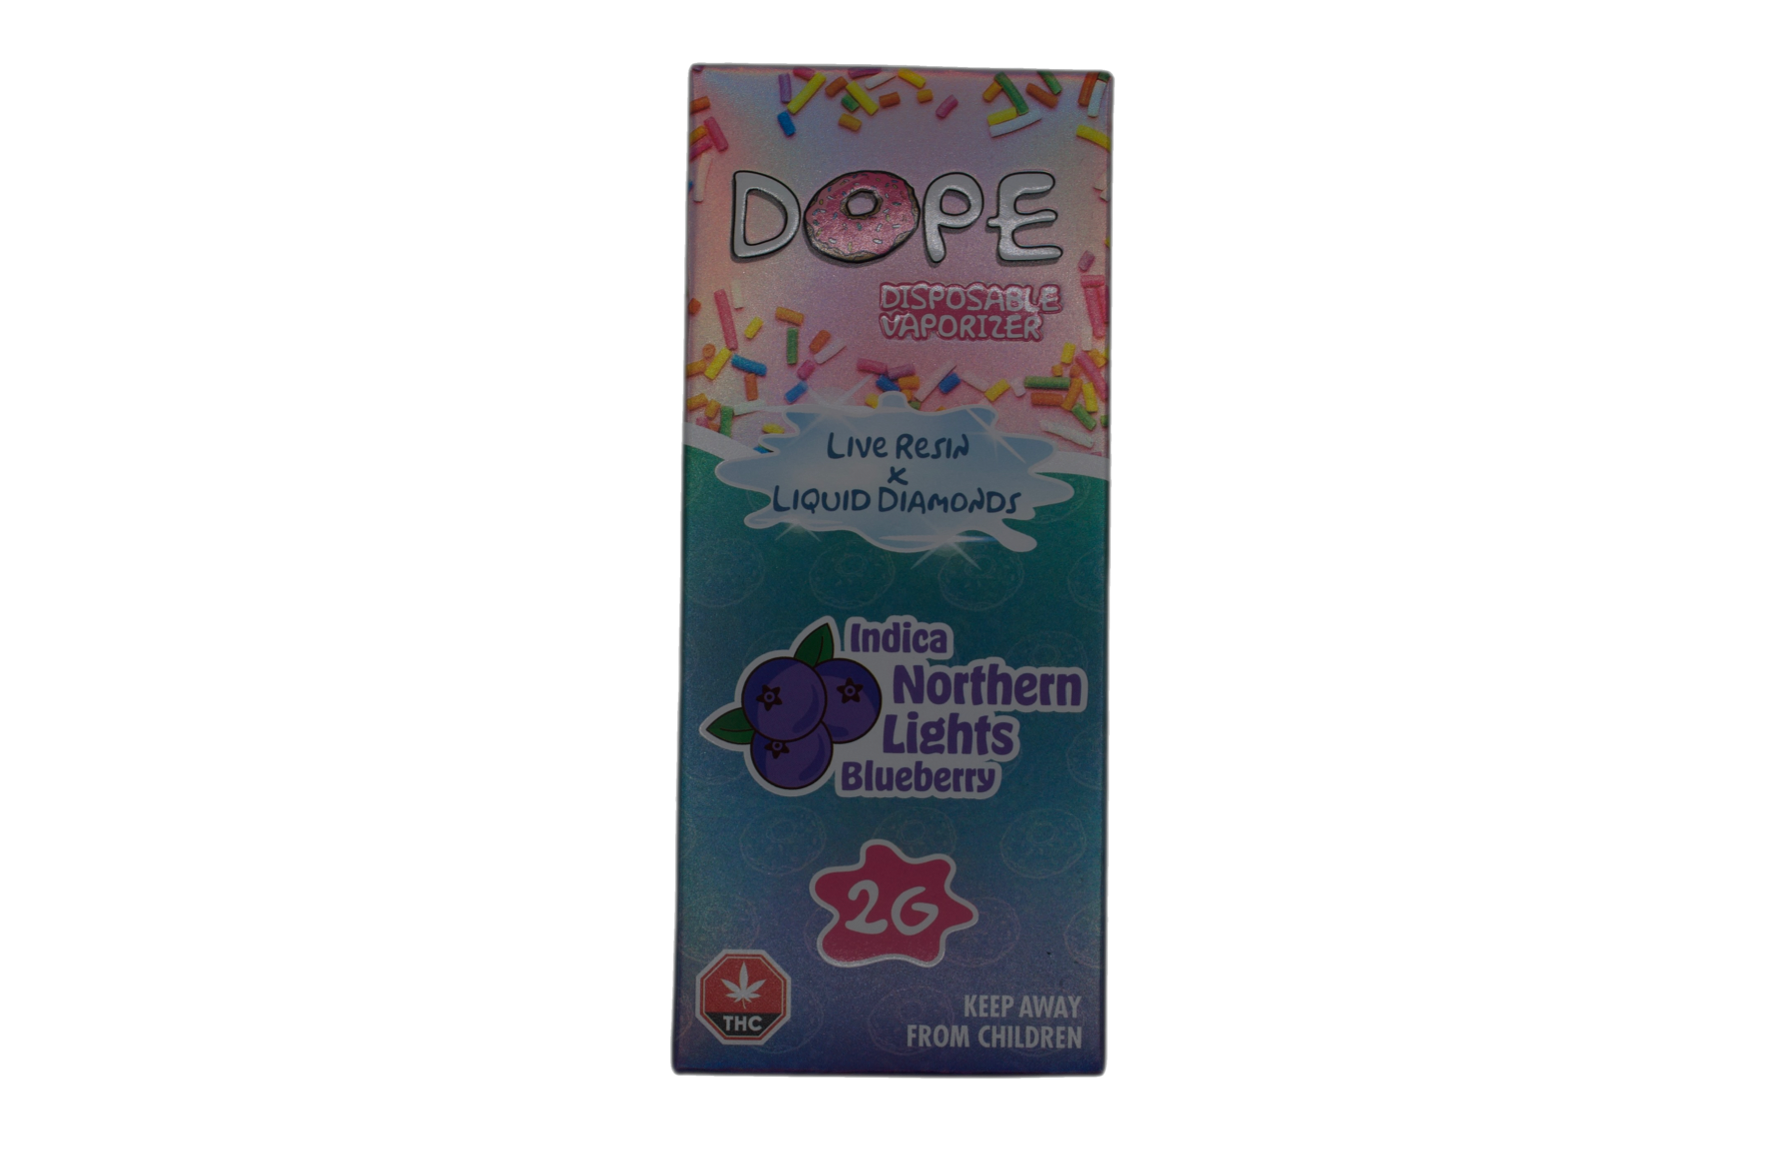 DOPE
DISPOSABLE
VAPORIZER
LIVE RESIN
X
LIQUID DIAMONDS
Indica
Northern
Lights
Blueberry
2G
THC
KEEP AWAY
FROM CHILDREN